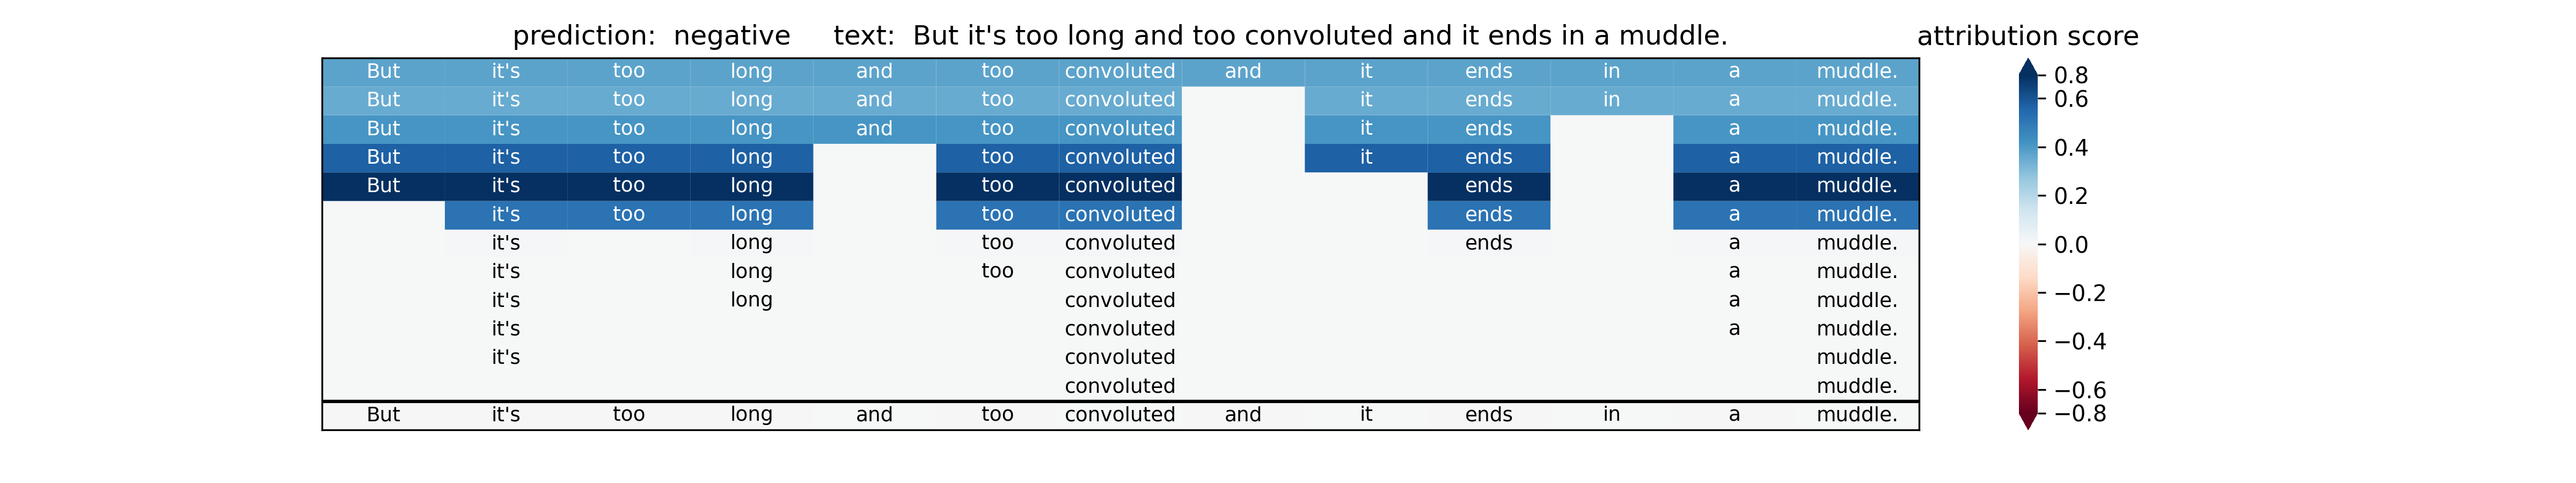 prediction: negative text: But it's too long and too convoluted and it ends in a muddle.
attribution score
But it's too long and too convoluted and it ends in a muddle.
But it's too long and too convoluted it ends in a muddle.
But it's too long and too convoluted it ends a muddle.
But it's too long too convoluted it ends a muddle.
But it's too long too convoluted ends a muddle.
it's too long too convoluted ends a muddle.
it's long too convoluted ends a muddle.
it's long too convoluted a muddle.
it's long convoluted a muddle.
it's convoluted a muddle.
it's convoluted muddle.
convoluted muddle.
But it's too long and too convoluted and it ends in a muddle.
0.8
0.6
0.4
0.2
0.0
−0.2
−0.4
−0.6
−0.8